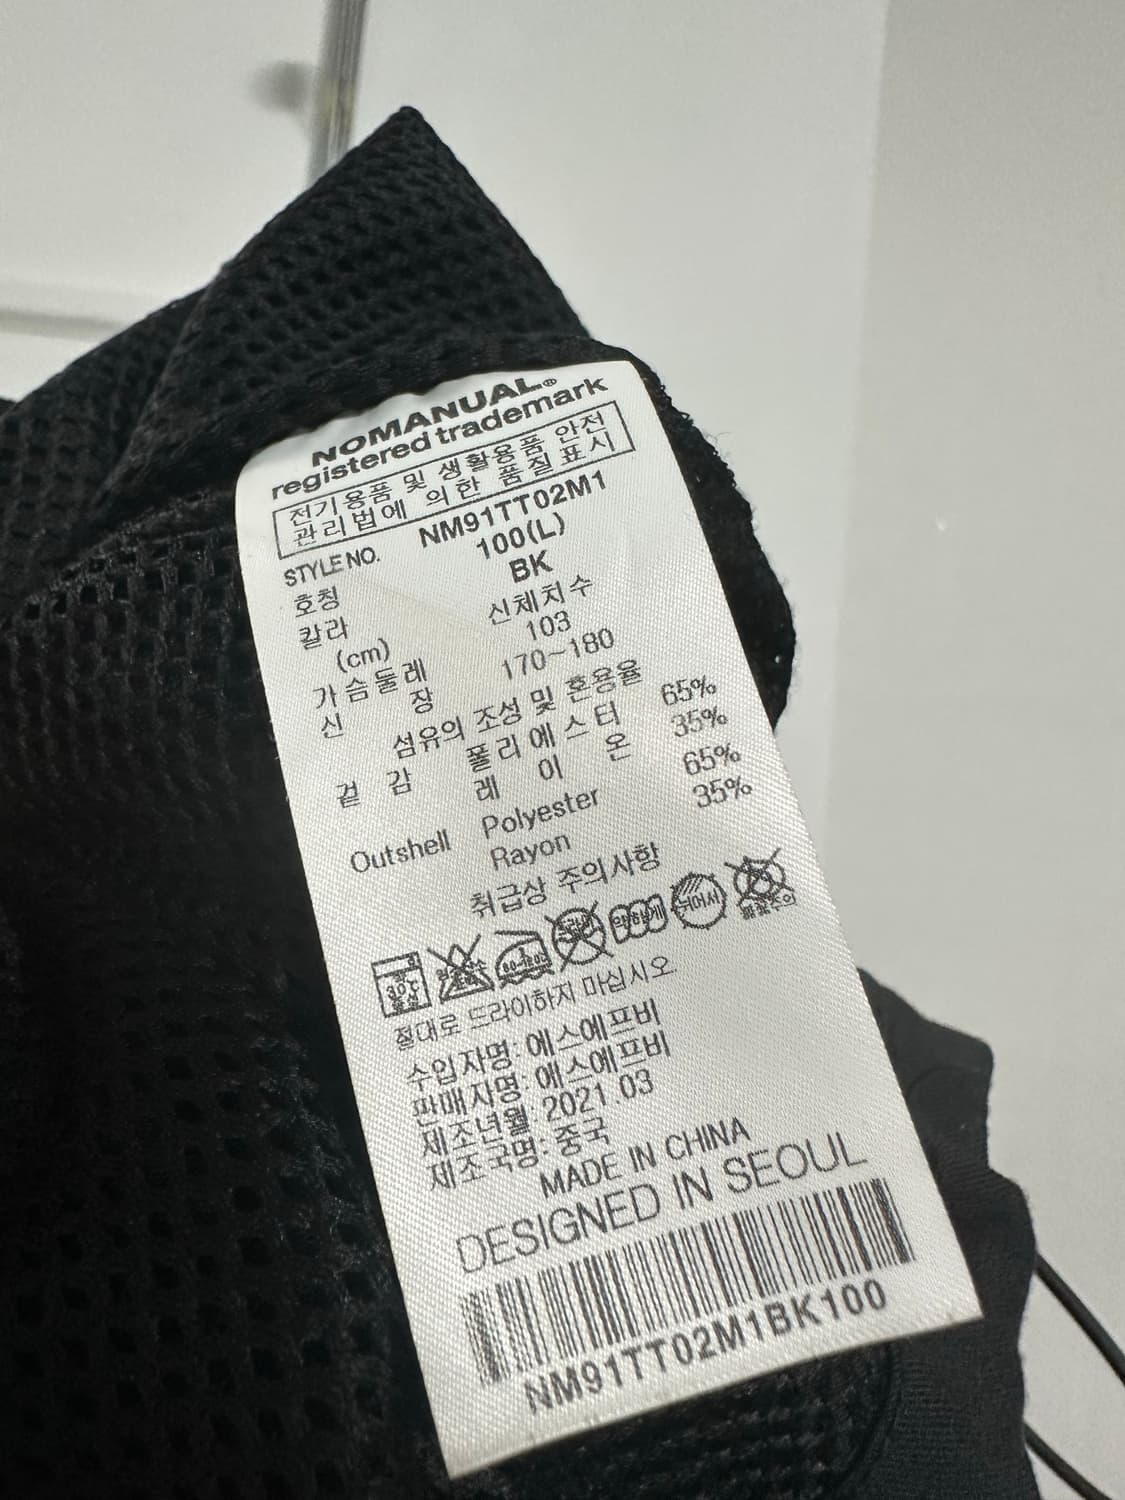 NOMANUAL®
registered trademark
전기용품 및 생활용품 안전
관리법에 의한 품질표시
STYLE NO. NM91TT02M1
호칭 100(L)
칼라 BK
(cm) 신체치수
가슴둘레 103
신 장 170~180
섬유의 조성 및 혼용율
겉 감 폴리에스터 65%
레 이 온 35%
Outshell Polyester 65%
Rayon 35%
취급상 주의사항
약하게 뉘어서
절대로 드라이하지 마십시오
수입자명: 에스에프비
판매자명: 에스에프비
제조년월: 2021.03
제조국명: 중국
MADE IN CHINA
DESIGNED IN SEOUL
NM91TT02M1BK100